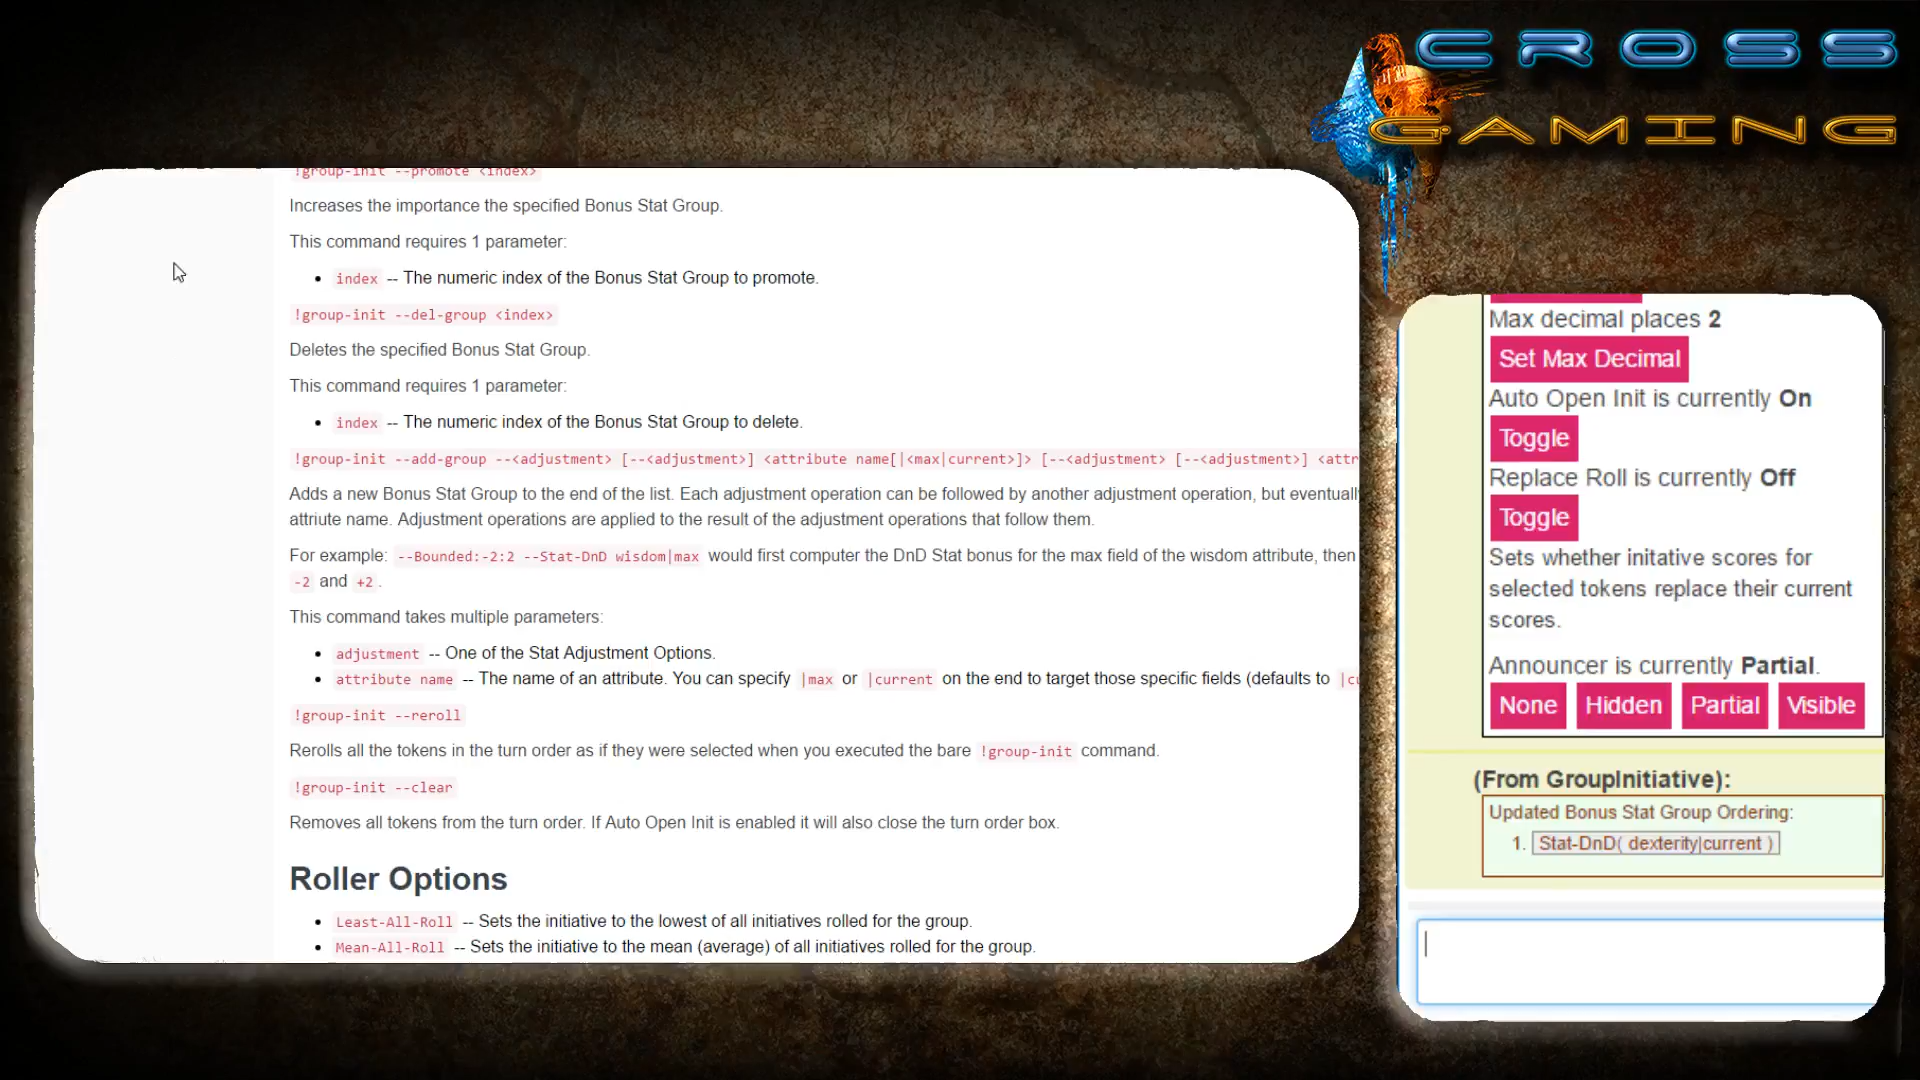 CROSS
GAMING
!group-init --promote <index>
Increases the importance the specified Bonus Stat Group.
This command requires 1 parameter:
index -- The numeric index of the Bonus Stat Group to promote.
!group-init --del-group <index>
Deletes the specified Bonus Stat Group.
This command requires 1 parameter:
index -- The numeric index of the Bonus Stat Group to delete.
!group-init --add-group --<adjustment> [--<adjustment>] <attribute name[|<max|current>]> [--<adjustment> [--<adjustment>] <attr
Adds a new Bonus Stat Group to the end of the list. Each adjustment operation can be followed by another adjustment operation, but eventually
attriute name. Adjustment operations are applied to the result of the adjustment operations that follow them.
For example: --Bounded:-2:2 --Stat-DnD wisdom|max would first computer the DnD Stat bonus for the max field of the wisdom attribute, then
-2 and +2 .
This command takes multiple parameters:
adjustment -- One of the Stat Adjustment Options.
attribute name -- The name of an attribute. You can specify |max or |current on the end to target those specific fields (defaults to |cu
!group-init --reroll
Rerolls all the tokens in the turn order as if they were selected when you executed the bare !group-init command.
!group-init --clear
Removes all tokens from the turn order. If Auto Open Init is enabled it will also close the turn order box.
Roller Options
Least-All-Roll -- Sets the initiative to the lowest of all initiatives rolled for the group.
Mean-All-Roll -- Sets the initiative to the mean (average) of all initiatives rolled for the group.
Max decimal places 2
Set Max Decimal
Auto Open Init is currently On
Toggle
Replace Roll is currently Off
Toggle
Sets whether initative scores for
selected tokens replace their current
scores.
Announcer is currently Partial.
None Hidden Partial Visible
(From GroupInitiative):
Updated Bonus Stat Group Ordering:
1. Stat-DnD( dexterity|current )